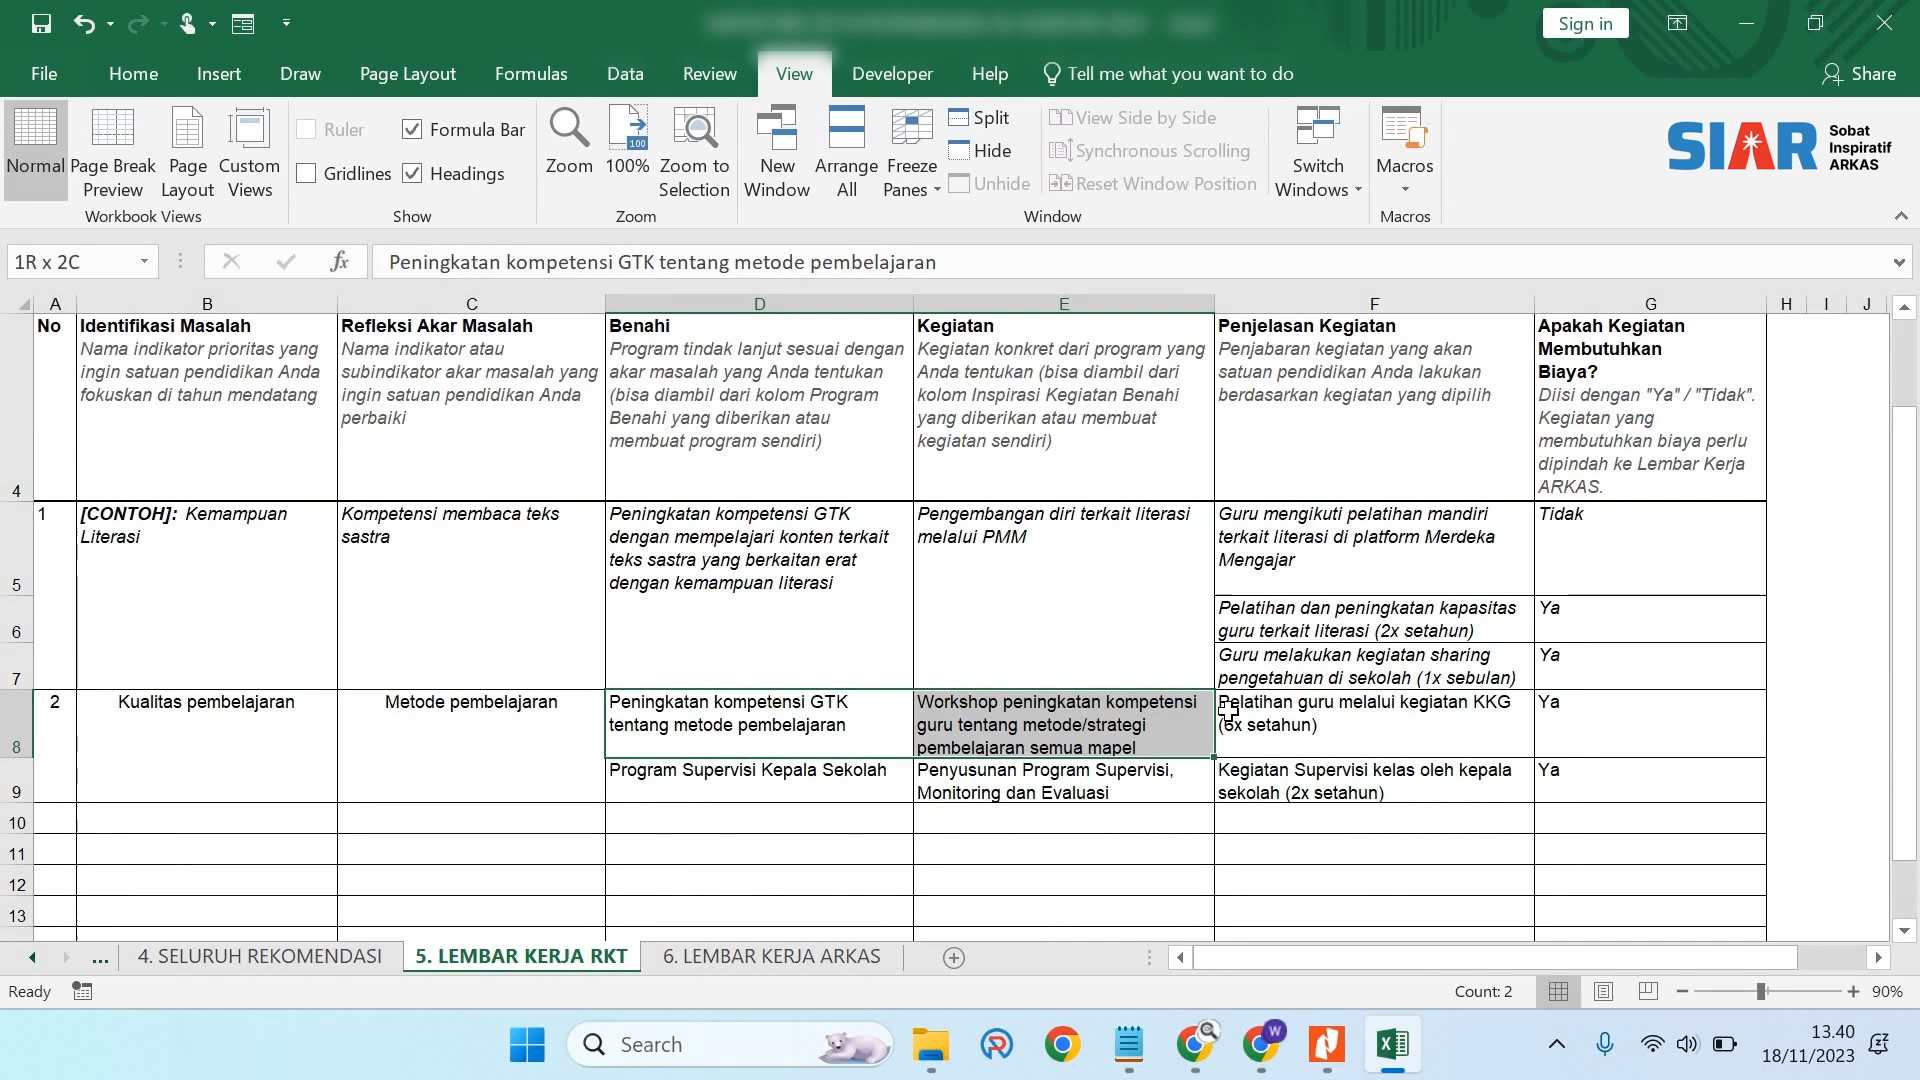 Sign in
File
Home
Insert
Draw
Page Layout
Formulas
Data
Review
View
Developer
Help
Tell me what you want to do
Share
Normal
Page Break
Preview
Page
Layout
Custom
Views
Workbook Views
Ruler
Formula Bar
Gridlines
Headings
Show
Zoom
100
100%
Zoom to
Selection
Zoom
New
Window
Arrange
All
Freeze
Panes
Split
Hide
Unhide
View Side by Side
Synchronous Scrolling
Reset Window Position
Window
Switch
Windows
Macros
Macros
SIAR
Sobat
Inspiratif
ARKAS
1R x 2C
fx
Peningkatan kompetensi GTK tentang metode pembelajaran
A B C D E F G H I J
4
No
Identifikasi Masalah
Nama indikator prioritas yang
ingin satuan pendidikan Anda
fokuskan di tahun mendatang
Refleksi Akar Masalah
Nama indikator atau
subindikator akar masalah yang
ingin satuan pendidikan Anda
perbaiki
Benahi
Program tindak lanjut sesuai dengan
akar masalah yang Anda tentukan
(bisa diambil dari kolom Program
Benahi yang diberikan atau
membuat program sendiri)
Kegiatan
Kegiatan konkret dari program yang
Anda tentukan (bisa diambil dari
kolom Inspirasi Kegiatan Benahi
yang diberikan atau membuat
kegiatan sendiri)
Penjelasan Kegiatan
Penjabaran kegiatan yang akan
satuan pendidikan Anda lakukan
berdasarkan kegiatan yang dipilih
Apakah Kegiatan
Membutuhkan
Biaya?
Diisi dengan "Ya" / "Tidak".
Kegiatan yang
membutuhkan biaya perlu
dipindah ke Lembar Kerja
ARKAS.
5
1
[CONTOH]: Kemampuan
Literasi
Kompetensi membaca teks
sastra
Peningkatan kompetensi GTK
dengan mempelajari konten terkait
teks sastra yang berkaitan erat
dengan kemampuan literasi
Pengembangan diri terkait literasi
melalui PMM
Guru mengikuti pelatihan mandiri
terkait literasi di platform Merdeka
Mengajar
Tidak
6
Pelatihan dan peningkatan kapasitas
guru terkait literasi (2x setahun)
Ya
7
Guru melakukan kegiatan sharing
pengetahuan di sekolah (1x sebulan)
Ya
8
2
Kualitas pembelajaran
Metode pembelajaran
Peningkatan kompetensi GTK
tentang metode pembelajaran
Workshop peningkatan kompetensi
guru tentang metode/strategi
pembelajaran semua mapel
Pelatihan guru melalui kegiatan KKG
(6x setahun)
Ya
9
Program Supervisi Kepala Sekolah
Penyusunan Program Supervisi,
Monitoring dan Evaluasi
Kegiatan Supervisi kelas oleh kepala
sekolah (2x setahun)
Ya
10
11
12
13
...
4. SELURUH REKOMENDASI
5. LEMBAR KERJA RKT
6. LEMBAR KERJA ARKAS
Ready
Count: 2
90%
Search
W
13.40
18/11/2023